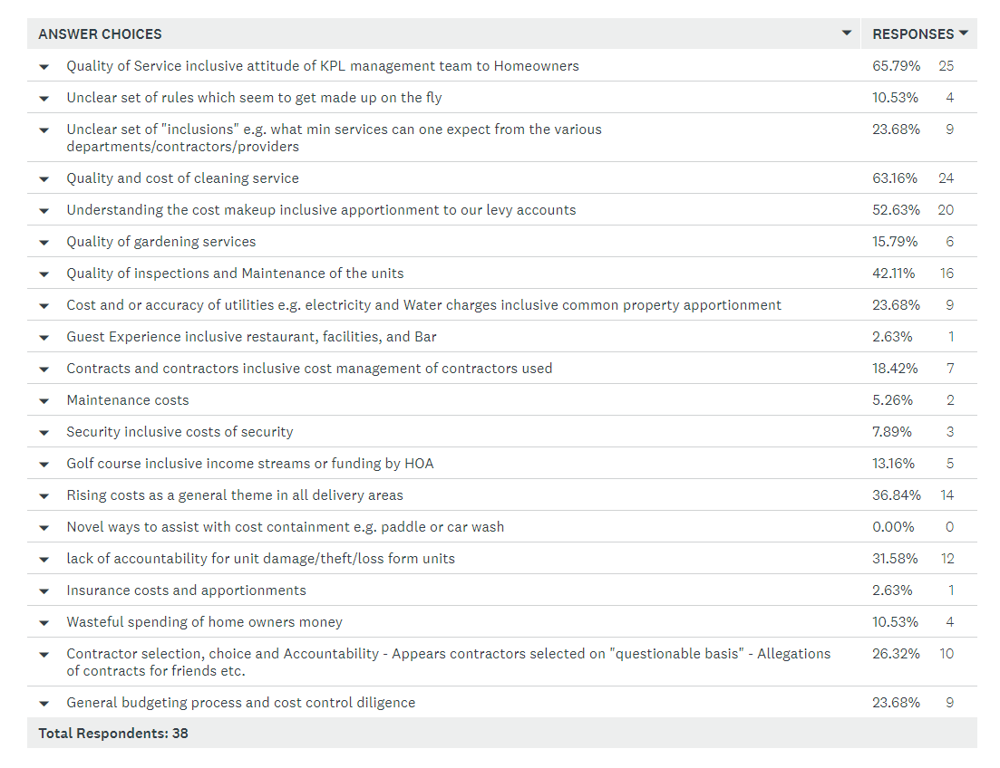 ANSWER CHOICES RESPONSES
Quality of Service inclusive attitude of KPL management team to Homeowners 65.79% 25
Unclear set of rules which seem to get made up on the fly 10.53% 4
Unclear set of "inclusions" e.g. what min services can one expect from the various 23.68% 9
departments/contractors/providers
Quality and cost of cleaning service 63.16% 24
Understanding the cost makeup inclusive apportionment to our levy accounts 52.63% 20
Quality of gardening services 15.79% 6
Quality of inspections and Maintenance of the units 42.11% 16
Cost and or accuracy of utilities e.g. electricity and Water charges inclusive common property apportionment 23.68% 9
Guest Experience inclusive restaurant, facilities, and Bar 2.63% 1
Contracts and contractors inclusive cost management of contractors used 18.42% 7
Maintenance costs 5.26% 2
Security inclusive costs of security 7.89% 3
Golf course inclusive income streams or funding by HOA 13.16% 5
Rising costs as a general theme in all delivery areas 36.84% 14
Novel ways to assist with cost containment e.g. paddle or car wash 0.00% 0
lack of accountability for unit damage/theft/loss form units 31.58% 12
Insurance costs and apportionments 2.63% 1
Wasteful spending of home owners money 10.53% 4
Contractor selection, choice and Accountability - Appears contractors selected on "questionable basis" - Allegations 26.32% 10
of contracts for friends etc.
General budgeting process and cost control diligence 23.68% 9
Total Respondents: 38